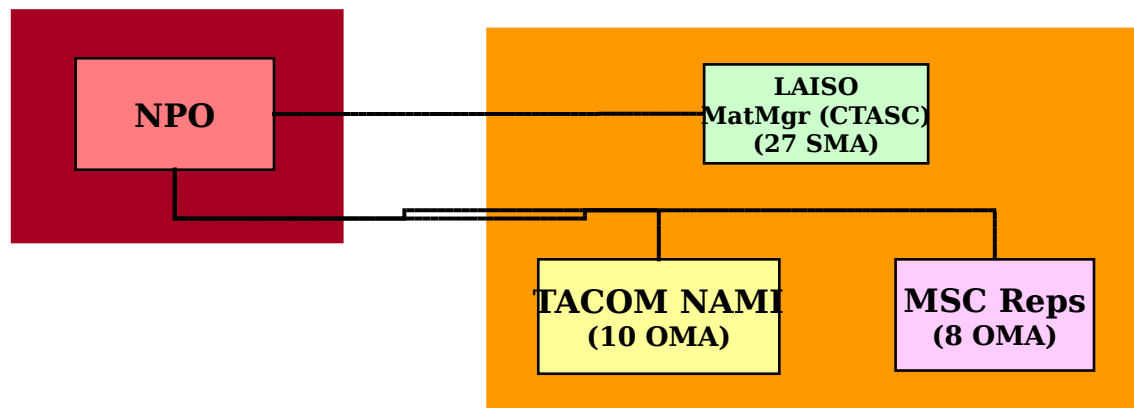 NPO
LAISO
MatMgr (CTASC)
(27 SMA)
TACOM NAMI
(10 OMA)
MSC Reps
(8 OMA)